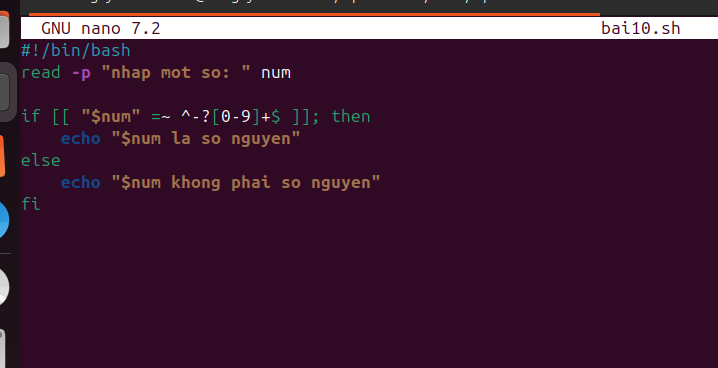 GNU nano 7.2 bai10.sh
#!/bin/bash
read -p "nhap mot so: " num
if [[ "$num" =~ ^-?[0-9]+$ ]]; then
    echo "$num la so nguyen"
else
    echo "$num khong phai so nguyen"
fi